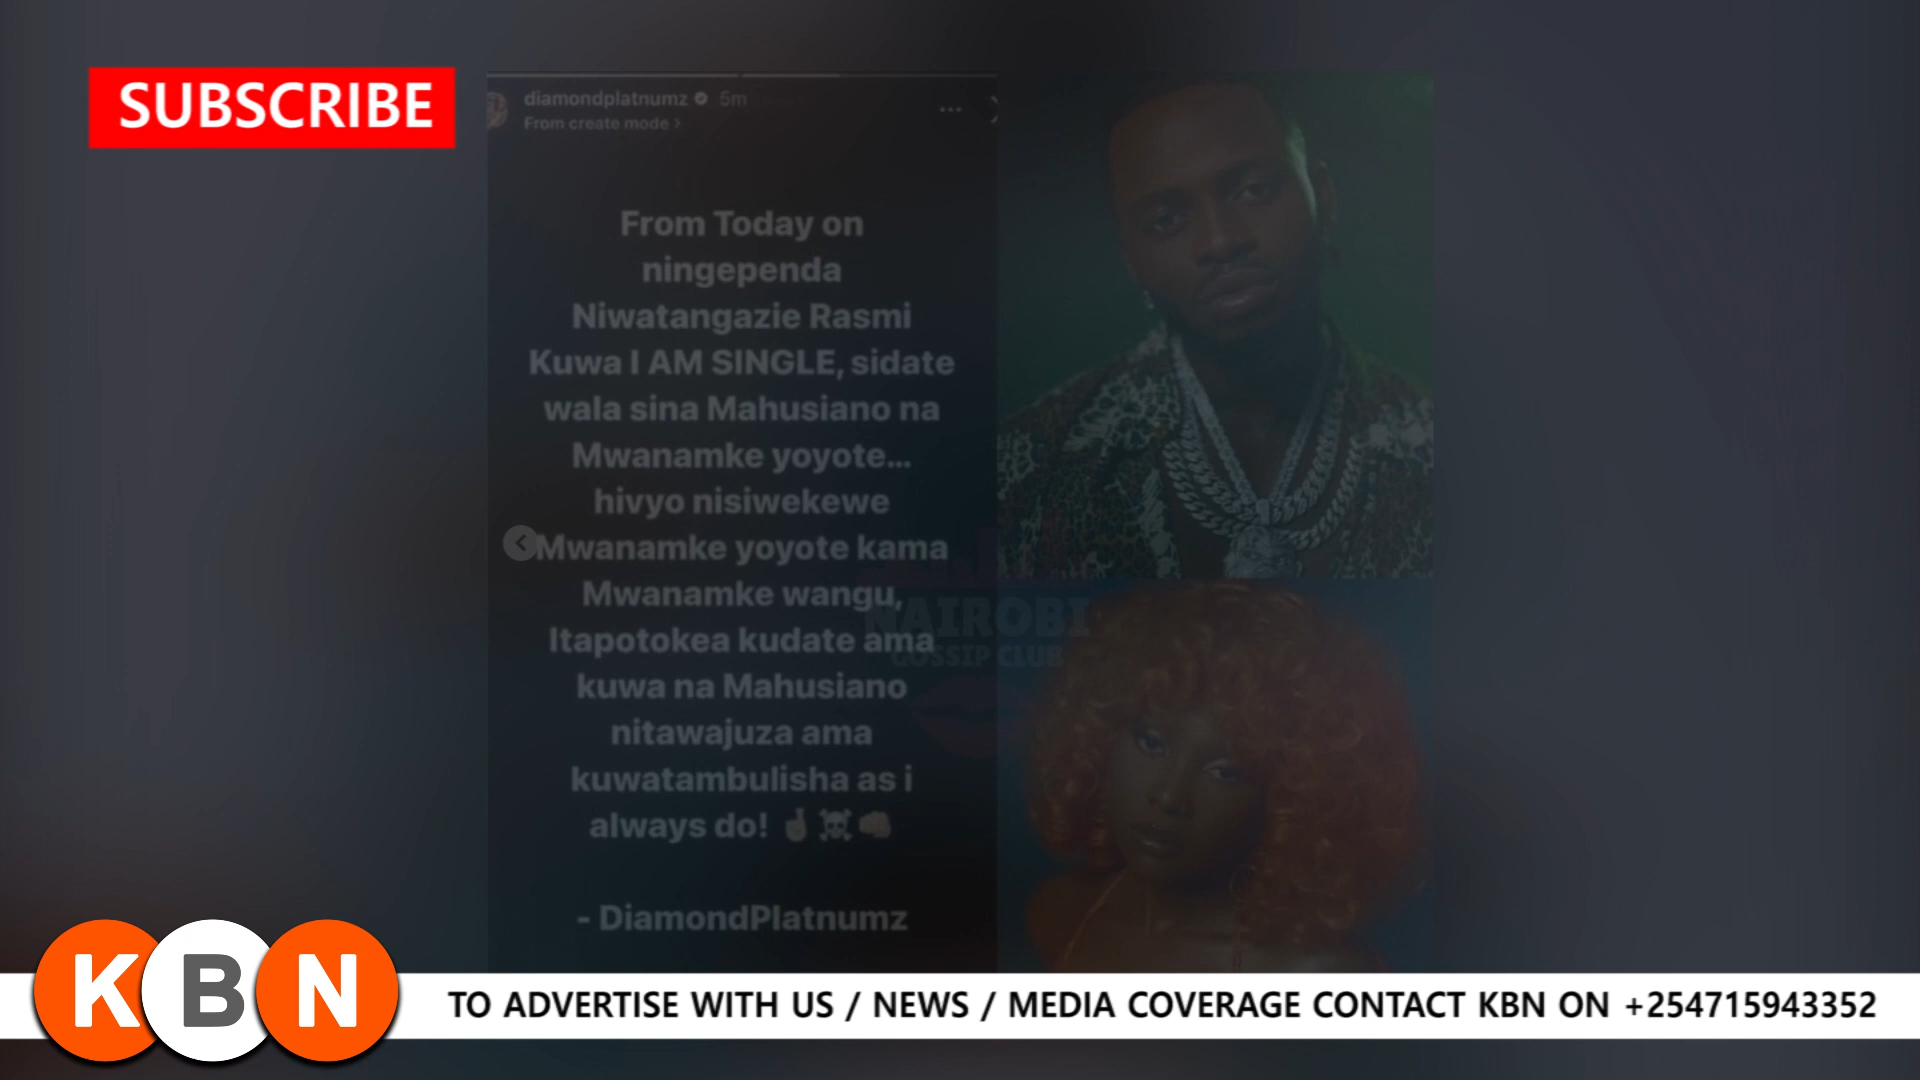 SUBSCRIBE
diamondplatnumz 5m
From create mode >
From Today on
ningependa
Niwatangazie Rasmi
Kuwa I AM SINGLE, sidate
wala sina Mahusiano na
Mwanamke yoyote...
hivyo nisiwekewe
Mwanamke yoyote kama
Mwanamke wangu,
Itapotokea kudate ama
kuwa na Mahusiano
nitawajuza ama
kuwatambulisha as i
always do! 🤞☠️👊
- DiamondPlatnumz
NAIROBI
GOSSIP CLUB
KBN
TO ADVERTISE WITH US / NEWS / MEDIA COVERAGE CONTACT KBN ON +254715943352